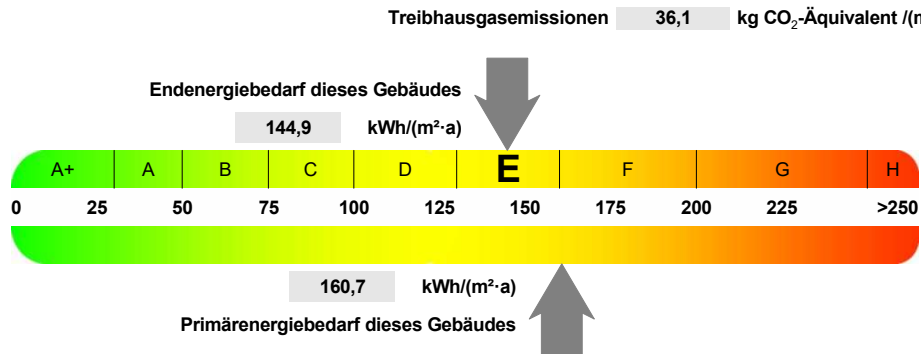 Treibhausgasemissionen 36,1 kg CO₂-Äquivalent /(m
Endenergiebedarf dieses Gebäudes
144,9 kWh/(m²·a)
A+ A B C D E F G H
0 25 50 75 100 125 150 175 200 225 >250
160,7 kWh/(m²·a)
Primärenergiebedarf dieses Gebäudes